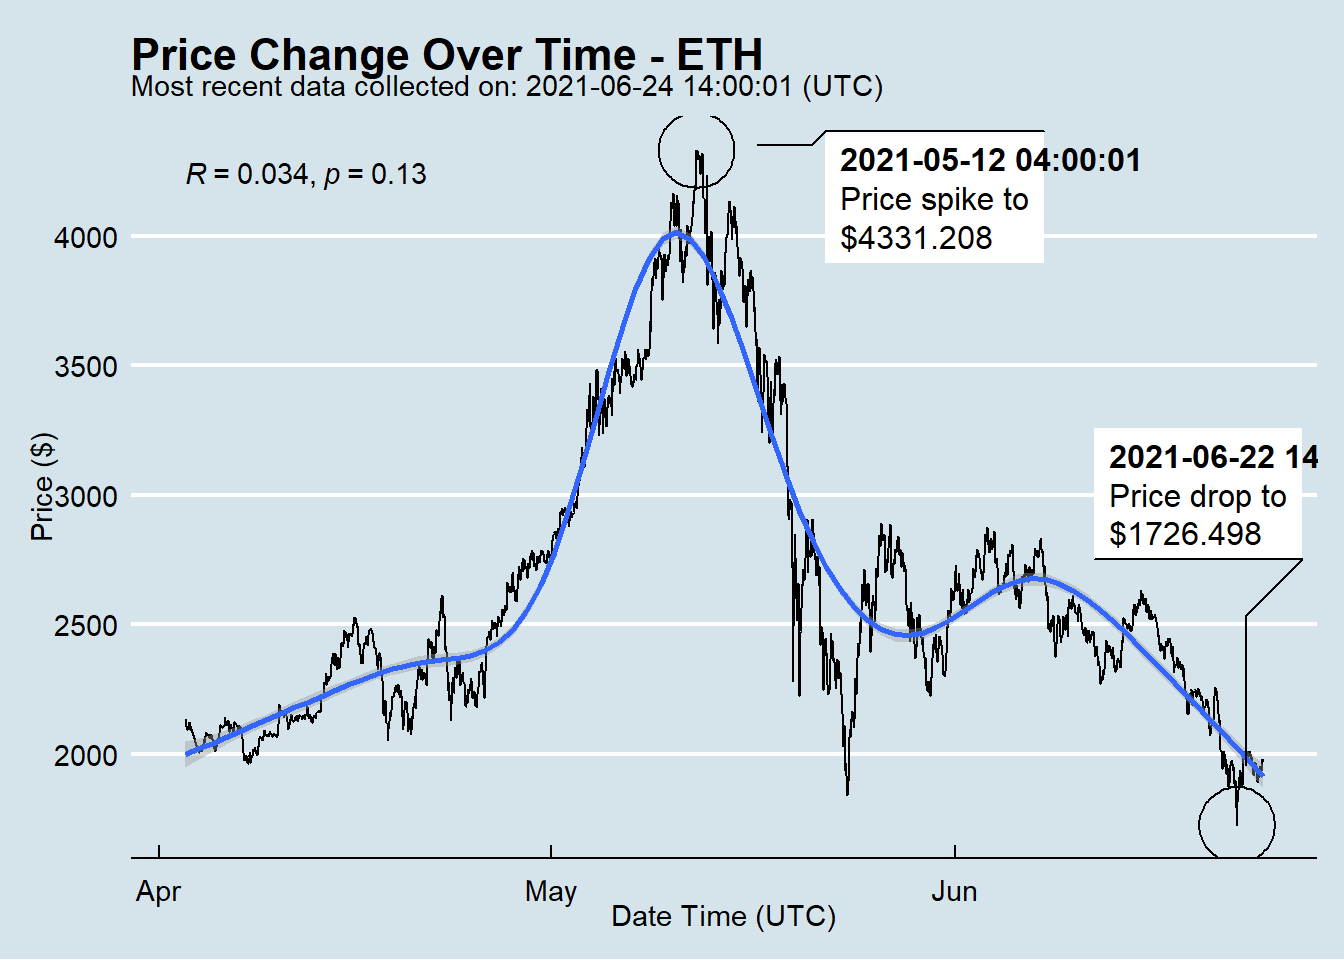 Price Change Over Time - ETH
Most recent data collected on: 2021-06-24 14:00:01 (UTC)
R = 0.034, p = 0.13
2021-05-12 04:00:01
Price spike to
$4331.208
4000
3500
3000
2500
2000
Price ($)
2021-06-22 14
Price drop to
$1726.498
Apr
May
Jun
Date Time (UTC)